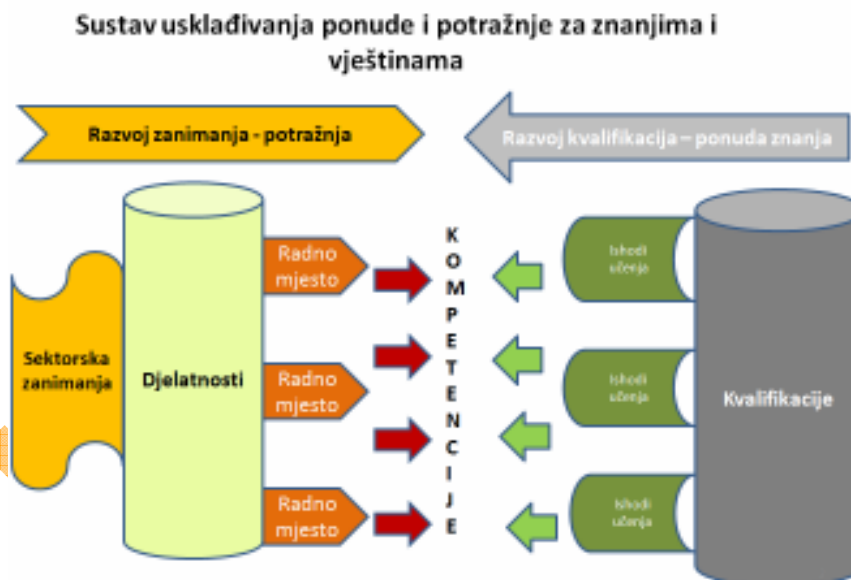 Sustav usklađivanja ponude i potražnje za znanjima i
vještinama
Razvoj zanimanja - potražnja
Razvoj kvalifikacija – ponuda znanja
Sektorska
zanimanja
Djelatnosti
Radno
mjesto
Radno
mjesto
Radno
mjesto
K
O
M
P
E
T
E
N
C
I
J
E
Ishodi
učenja
Ishodi
učenja
Ishodi
učenja
Kvalifikacije